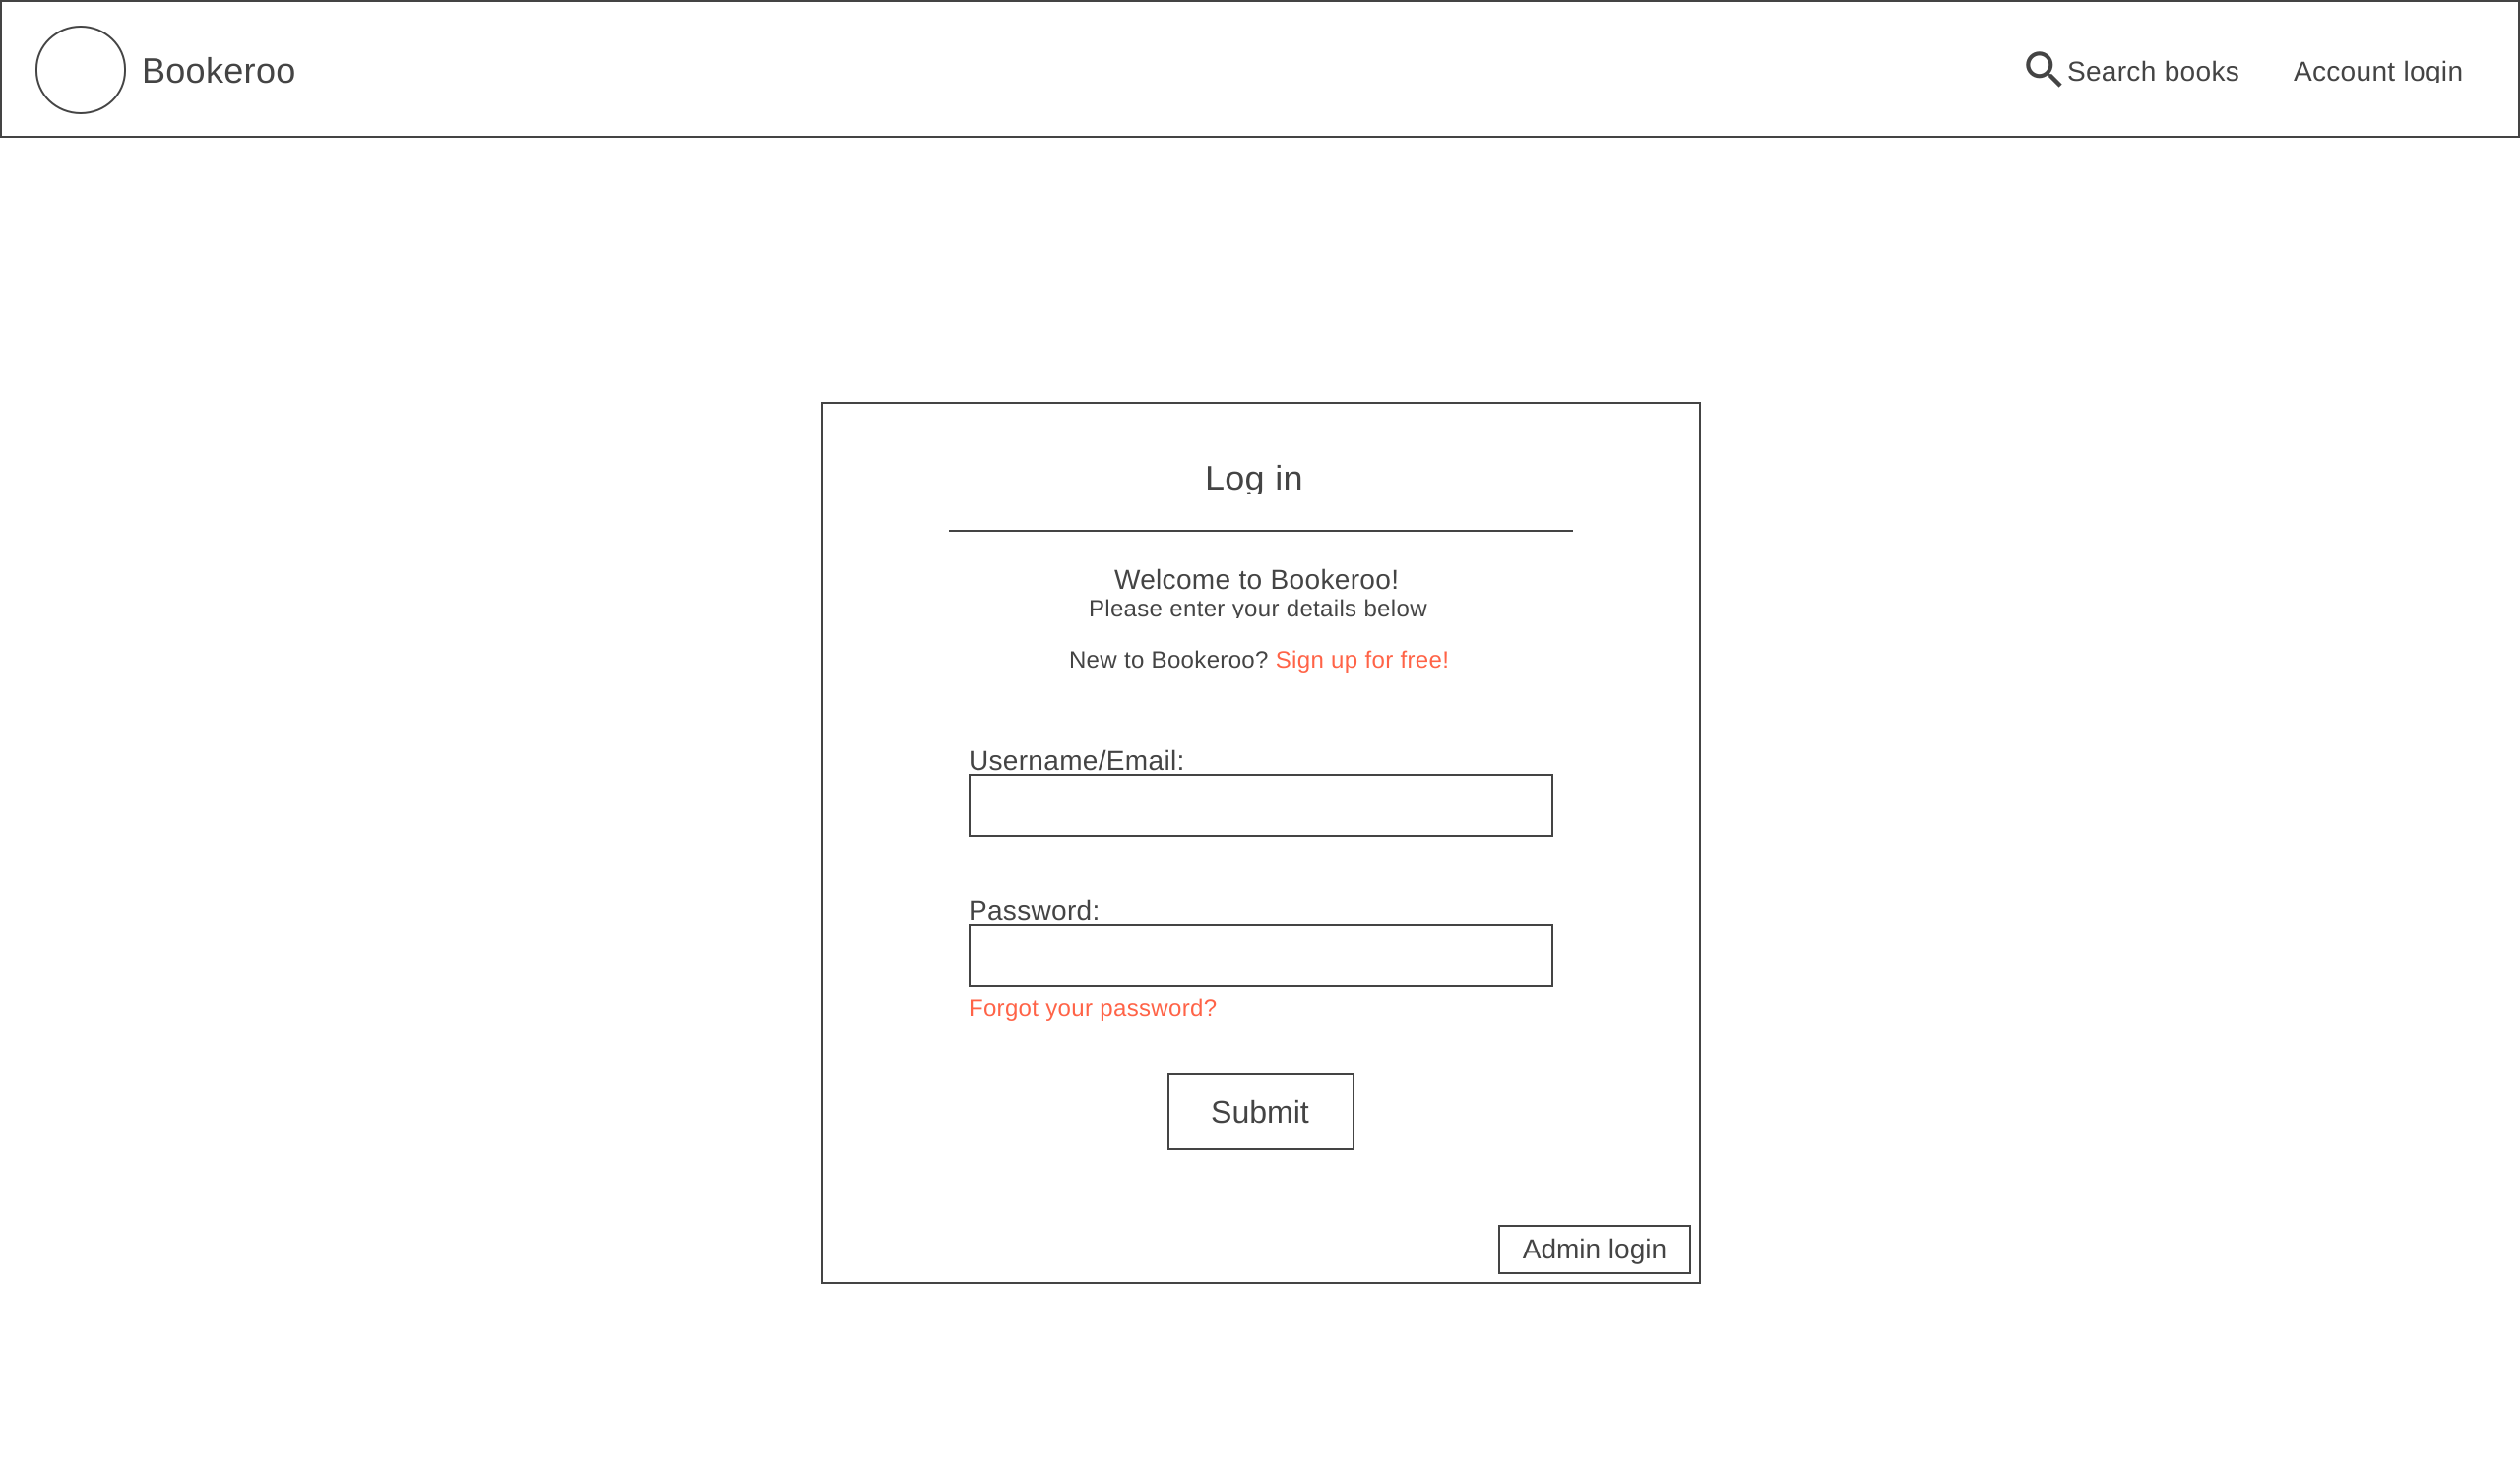 Bookeroo
Search books
Account login
Log in
Welcome to Bookeroo!
Please enter your details below
New to Bookeroo? Sign up for free!
Username/Email:
Password:
Forgot your password?
Submit
Admin login